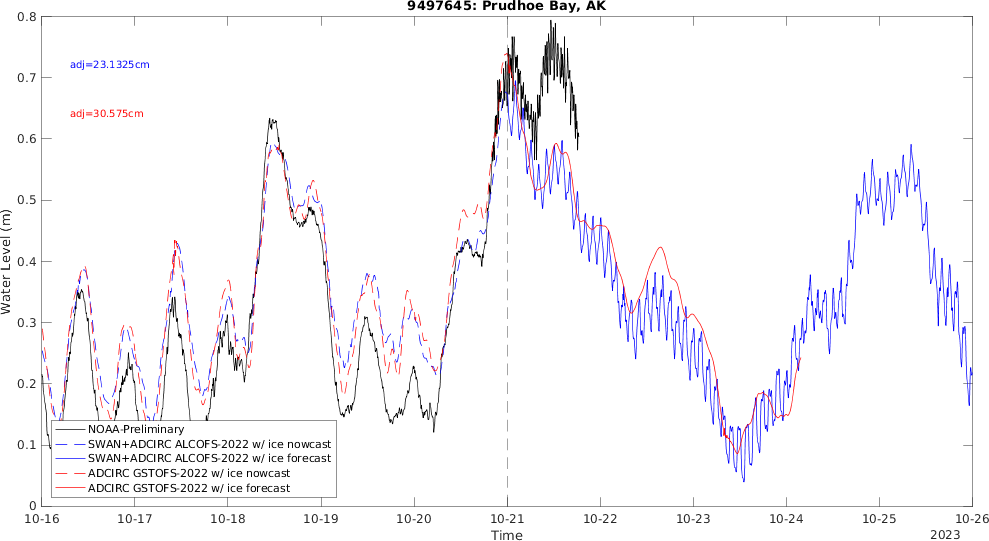 9497645: Prudhoe Bay, AK
0.8
0.7
0.6
0.5
0.4
0.3
0.2
0.1
0
Water Level (m)
adj=23.1325cm
adj=30.575cm
NOAA-Preliminary
SWAN+ADCIRC ALCOFS-2022 w/ ice nowcast
SWAN+ADCIRC ALCOFS-2022 w/ ice forecast
ADCIRC GSTOFS-2022 w/ ice nowcast
ADCIRC GSTOFS-2022 w/ ice forecast
10-16 10-17 10-18 10-19 10-20 10-21 10-22 10-23 10-24 10-25 10-26
Time
2023